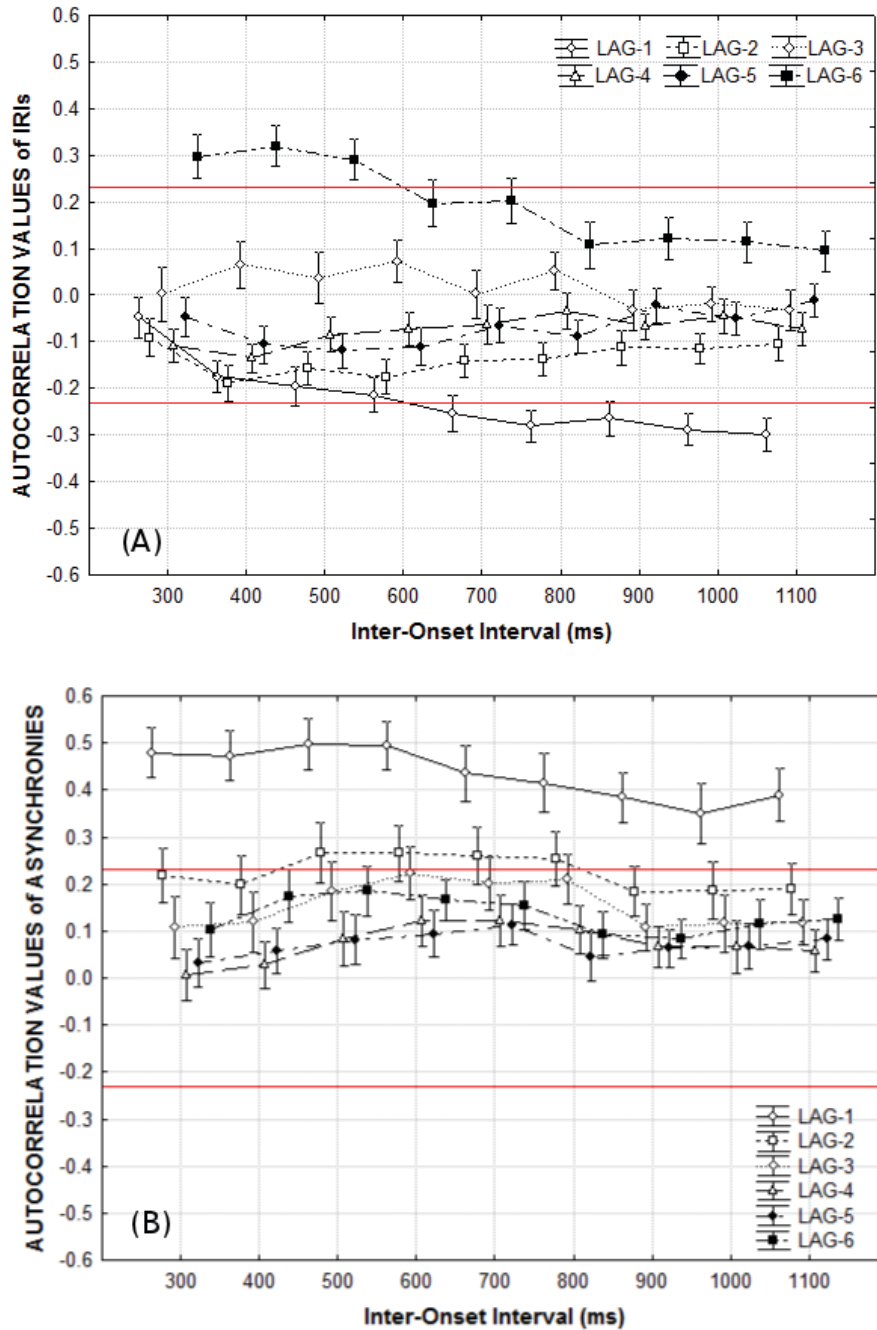 0.6
0.5
0.4
0.3
0.2
0.1
0.0
-0.1
-0.2
-0.3
-0.4
-0.5
-0.6
AUTOCORRELATION VALUES of IRIs
LAG-1 LAG-2 LAG-3
LAG-4 LAG-5 LAG-6
(A)
300 400 500 600 700 800 900 1000 1100
Inter-Onset Interval (ms)
0.6
0.5
0.4
0.3
0.2
0.1
0.0
0.1
-0.2
-0.3
-0.4
0.5
-0.6
AUTOCORRELATION VALUES of ASYNCHRONIES
LAG-1
LAG-2
LAG-3
LAG-4
LAG-5
LAG-6
(B)
300 400 500 600 700 800 900 1000 1100
Inter-Onset Interval (ms)